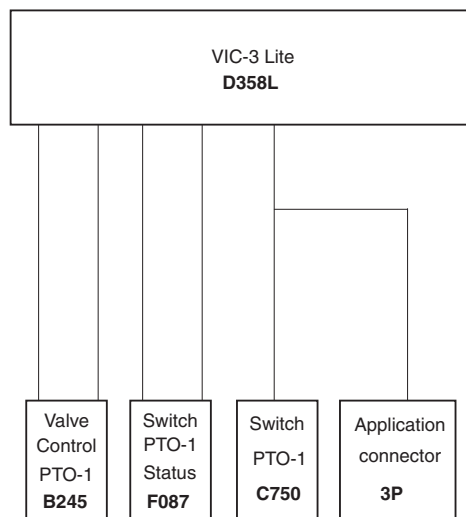 VIC-3 Lite
D358L
Valve
Control
PTO-1
B245
Switch
PTO-1
Status
F087
Switch
PTO-1
C750
Application
connector
3P